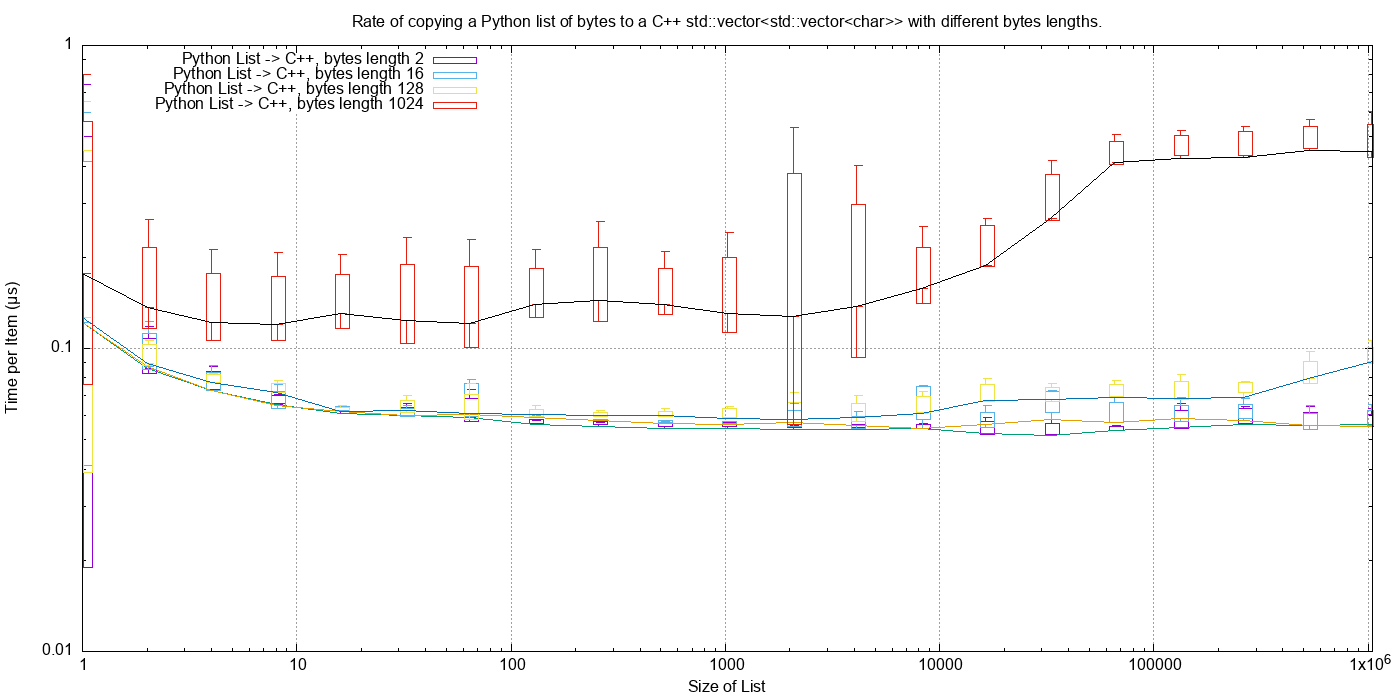 Rate of copying a Python list of bytes to a C++ std::vector<std::vector<char>> with different bytes lengths.
Python List -> C++, bytes length 2
Python List -> C++, bytes length 16
Python List -> C++, bytes length 128
Python List -> C++, bytes length 1024
Time per Item (µs)
1
0.1
0.01
1 10 100 1000 10000 100000 1x10⁶
Size of List